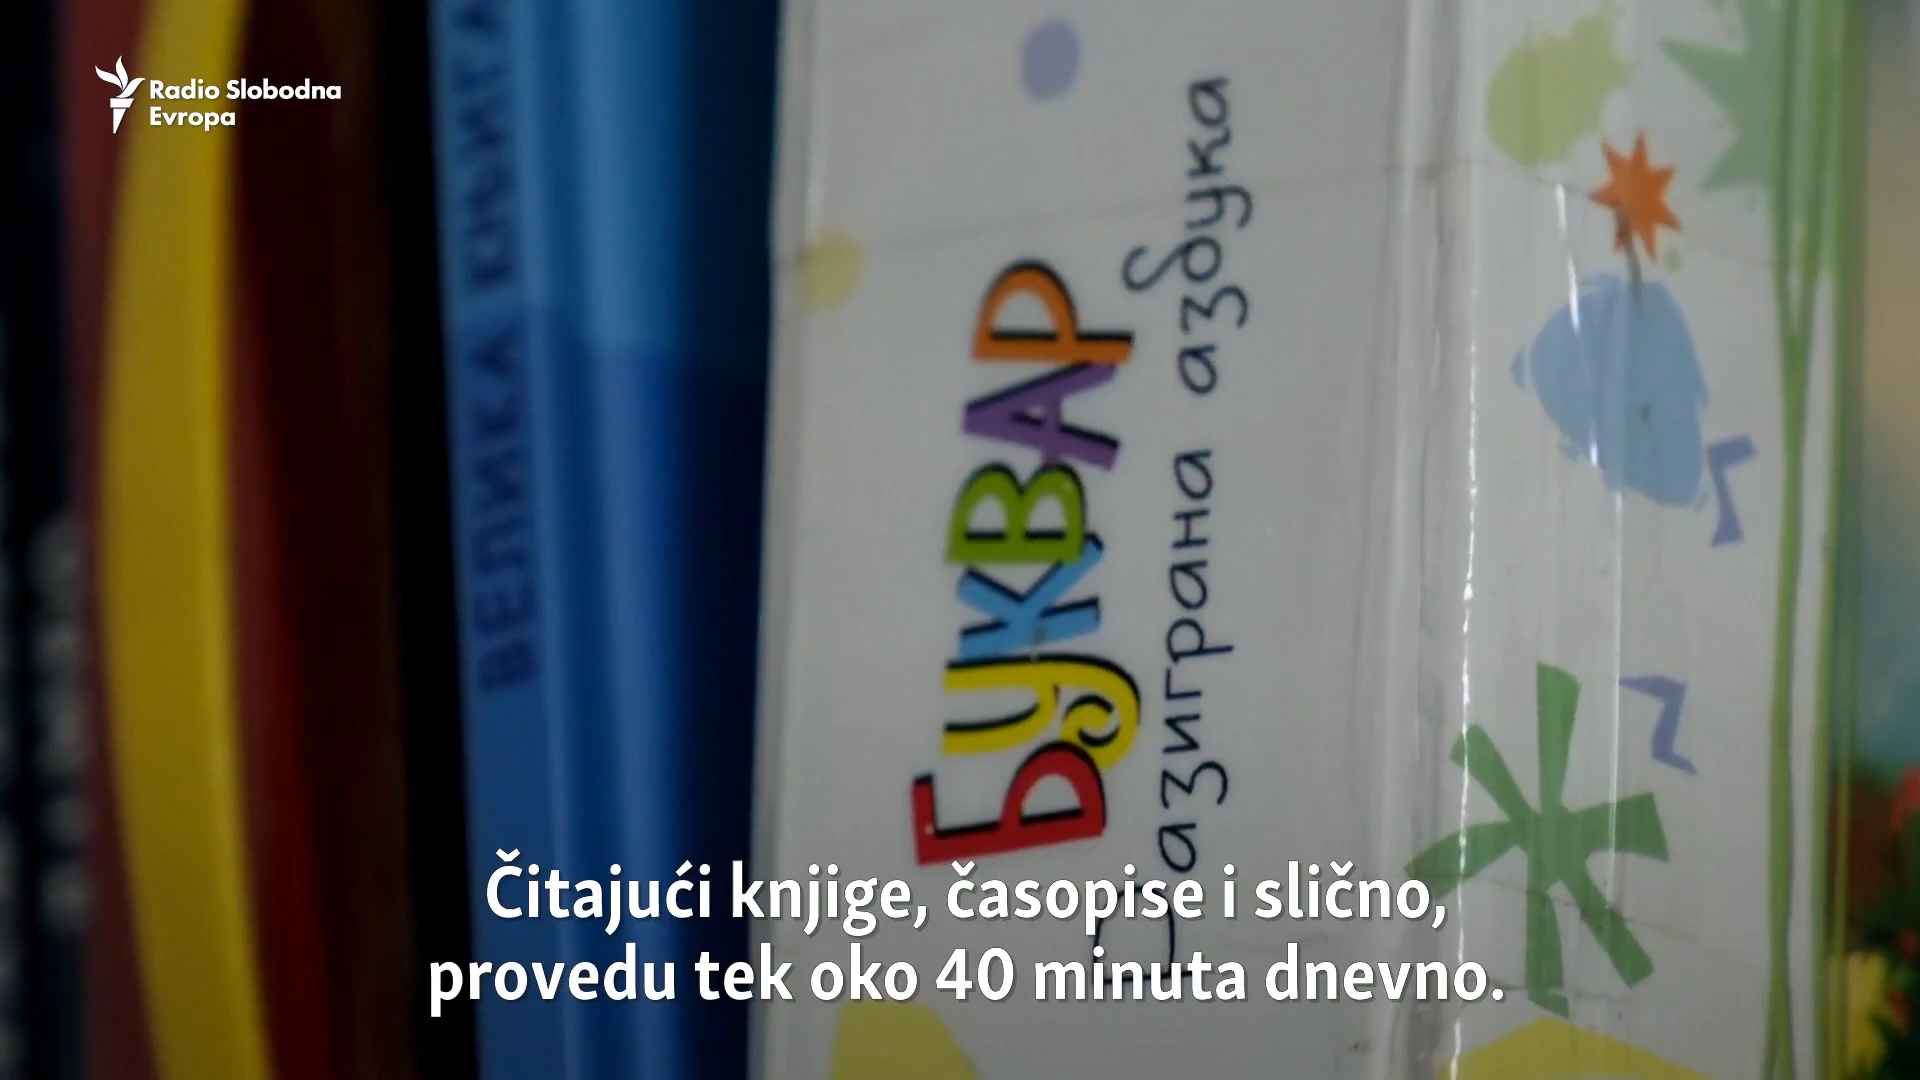 Radio Slobodna
Evropa
ВЕЛИКА КЊИГА
БУКВАР
Разиграна азбука
Čitajući knjige, časopise i slično,
provedu tek oko 40 minuta dnevno.